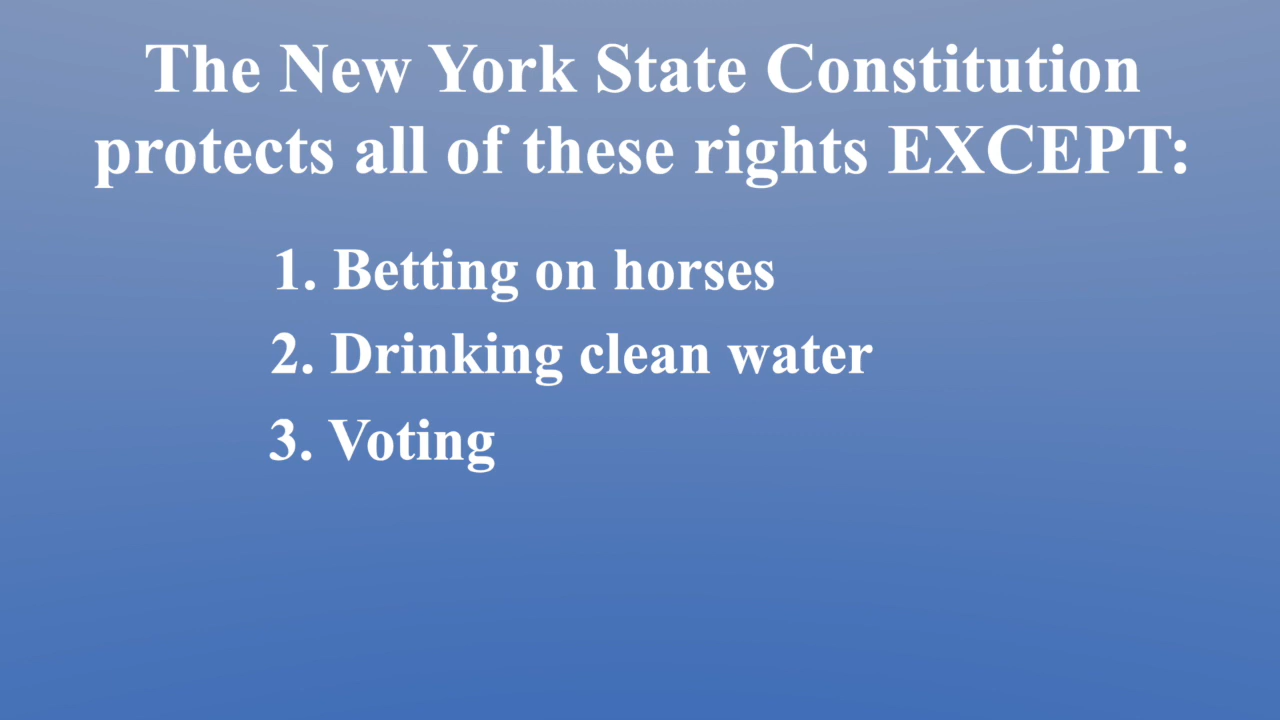 The New York State Constitution
protects all of these rights EXCEPT:
1. Betting on horses
2. Drinking clean water
3. Voting